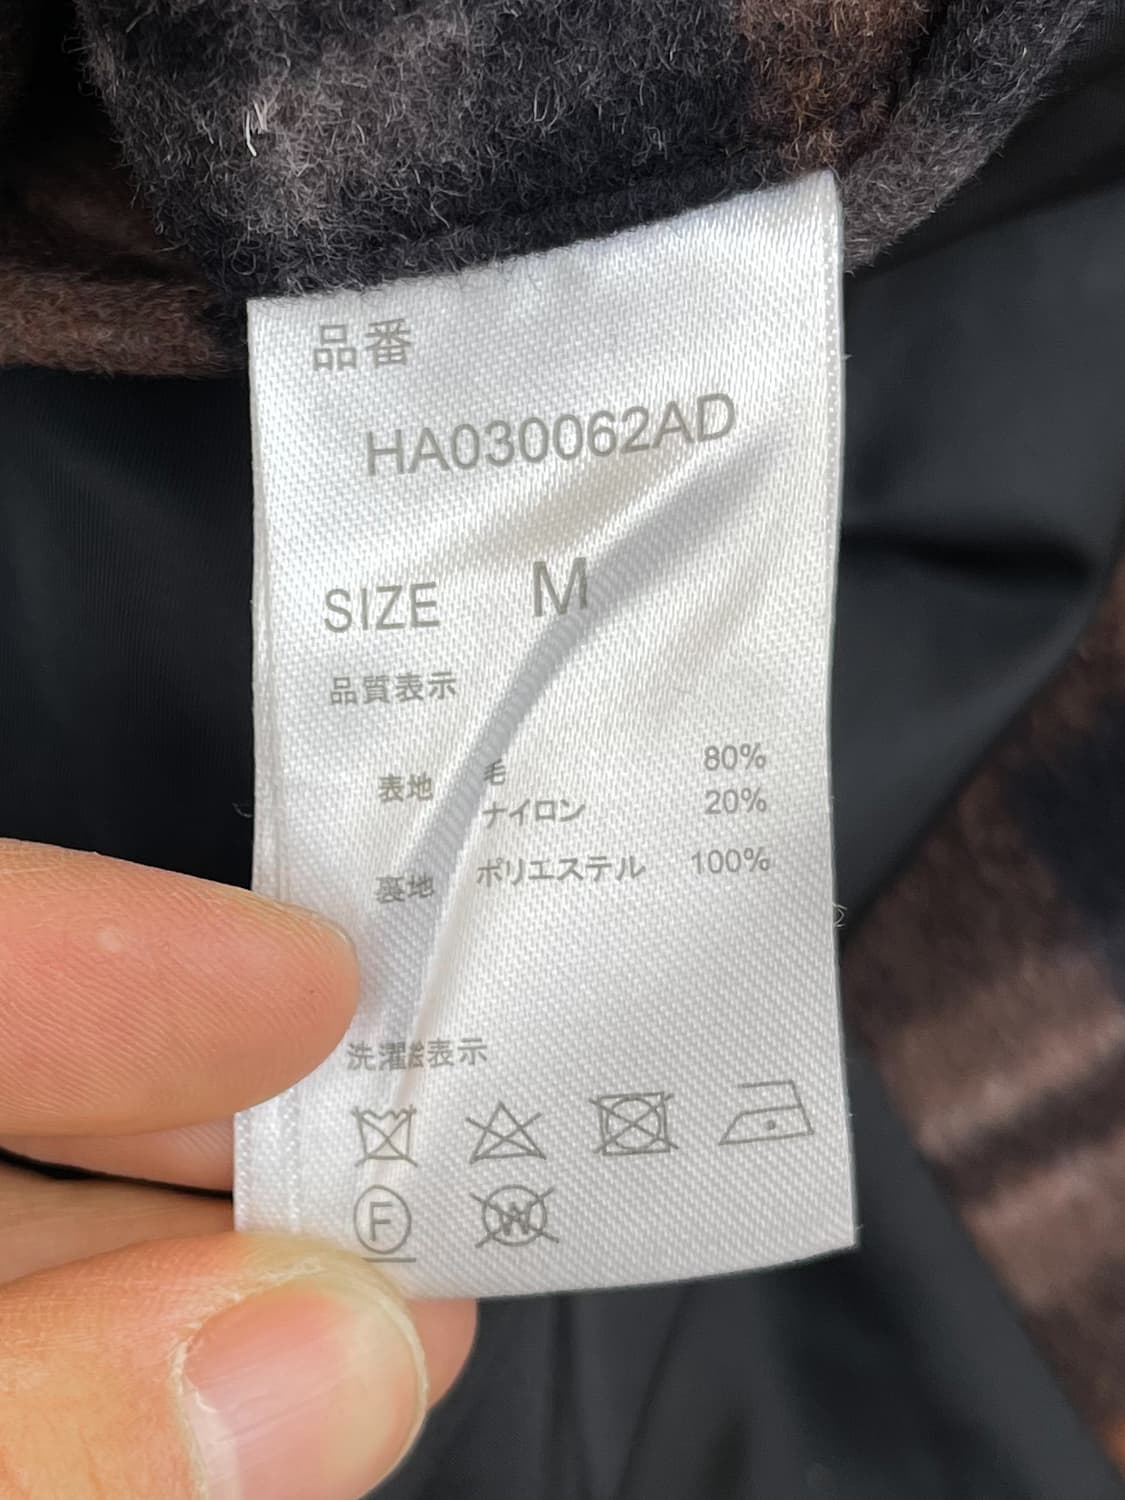 品番
HA030062AD
SIZE M
品質表示
表地 毛 80%
ナイロン 20%
裏地 ポリエステル 100%
洗濯絵表示
F W